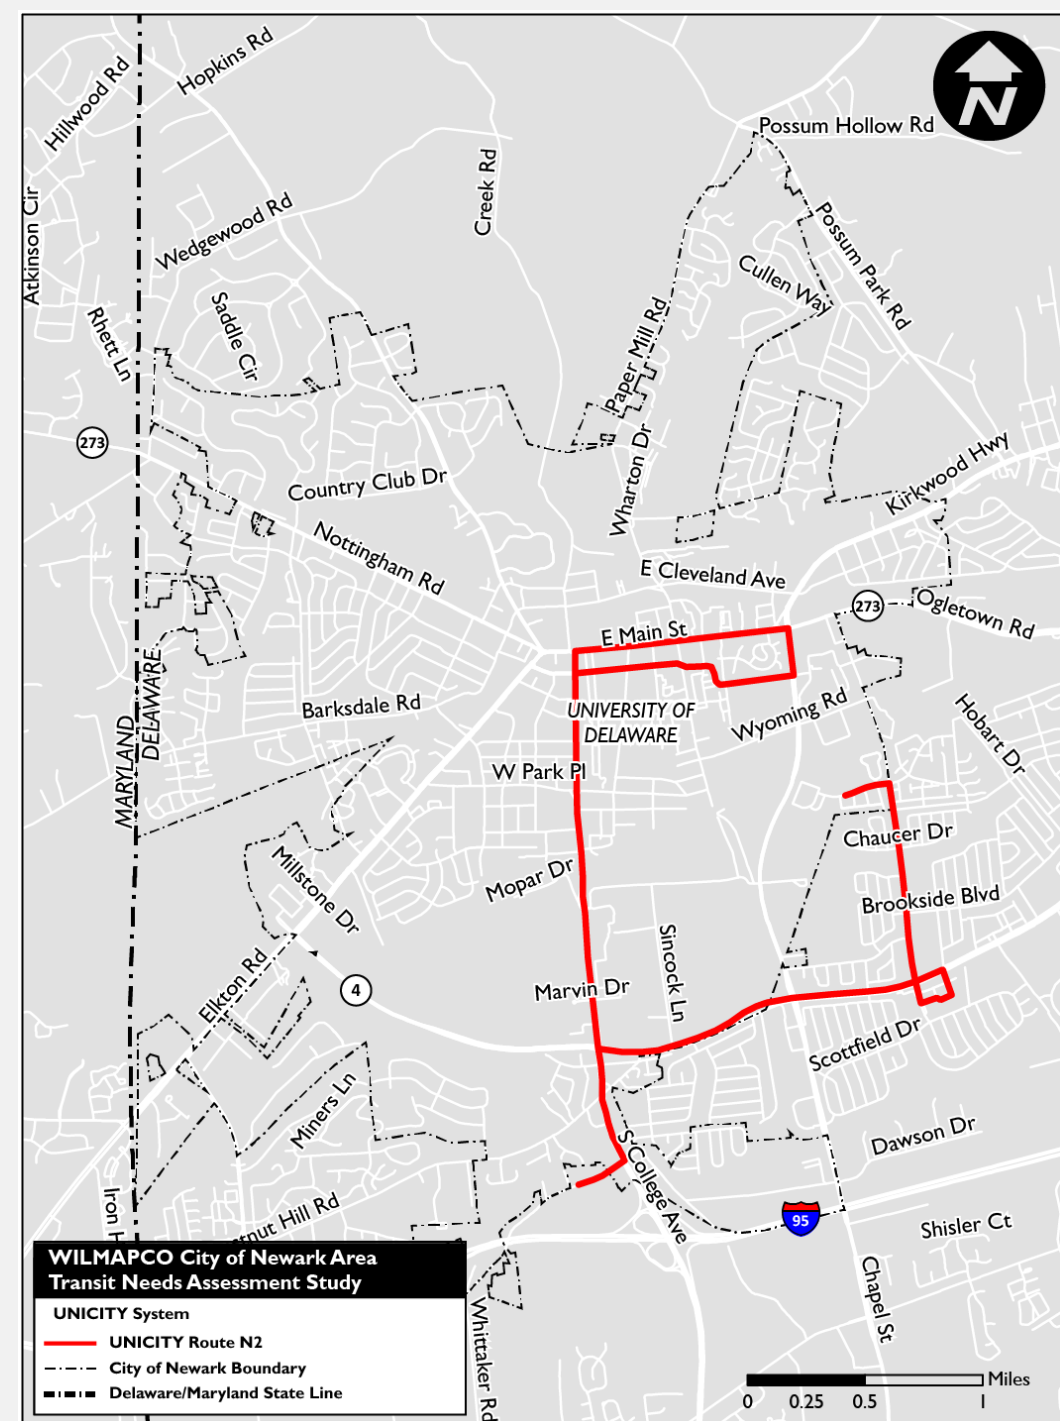 Hopkins Rd
Hillwood Rd
N
Possum Hollow Rd
Creek Rd
Atkinson Cir
Wedgewood Rd
Possum Park Rd
Cullen Way
Saddle Cir
Rhett Ln
Paper Mill Rd
273
Kirkwood Hwy
Country Club Dr
Wharton Dr
Nottingham Rd
E Cleveland Ave
273
Ogletown Rd
E Main St
MARYLAND
DELAWARE
Barksdale Rd
UNIVERSITY OF
DELAWARE
Wyoming Rd
Hobart Dr
W Park Pl
Chaucer Dr
Millstone Dr
Mopar Dr
Brookside Blvd
Sincock Ln
Elkton Rd
4
Marvin Dr
Scottfield Dr
Miners Ln
S College Ave
Dawson Dr
Iron H
tnut Hill Rd
95
Shisler Ct
Chapel St
Whittaker Rd
WILMAPCO City of Newark Area
Transit Needs Assessment Study
UNICITY System
UNICITY Route N2
City of Newark Boundary
Delaware/Maryland State Line
Miles
0 0.25 0.5 1